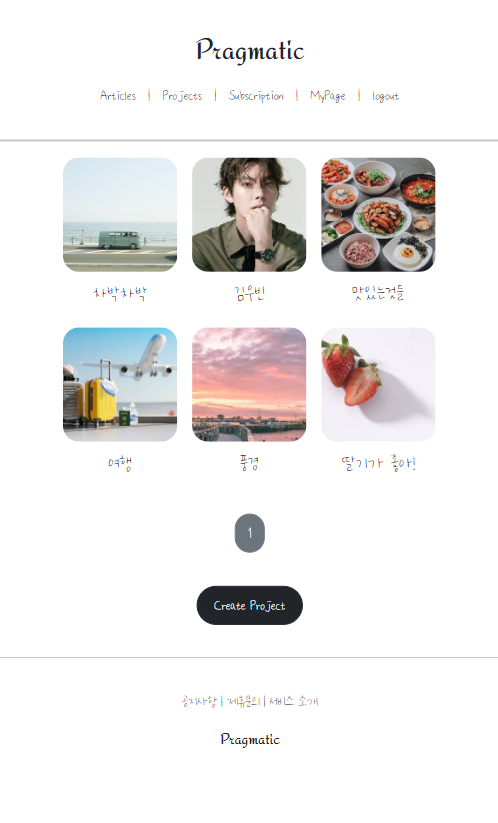 Pragmatic
Articles | Projects | Subscription | MyPage | logout
차박차박 김우빈 맛있는것들
여행 풍경 딸기가 좋아!
1
Create Project
공지사항 | 제휴문의 | 서비스 소개
Pragmatic